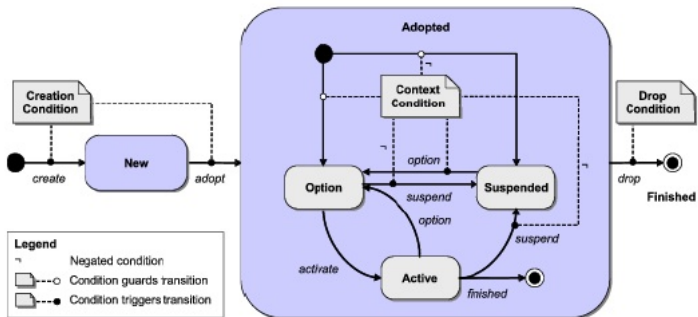 Adopted
Creation
Condition
Context
Condition
Drop
Condition
¬
¬
¬
New
create
adopt
option
Option
Suspended
suspend
drop
Finished
option
suspend
activate
Active
finished
Legend
¬ Negated condition
Condition guards transition
Condition triggers transition